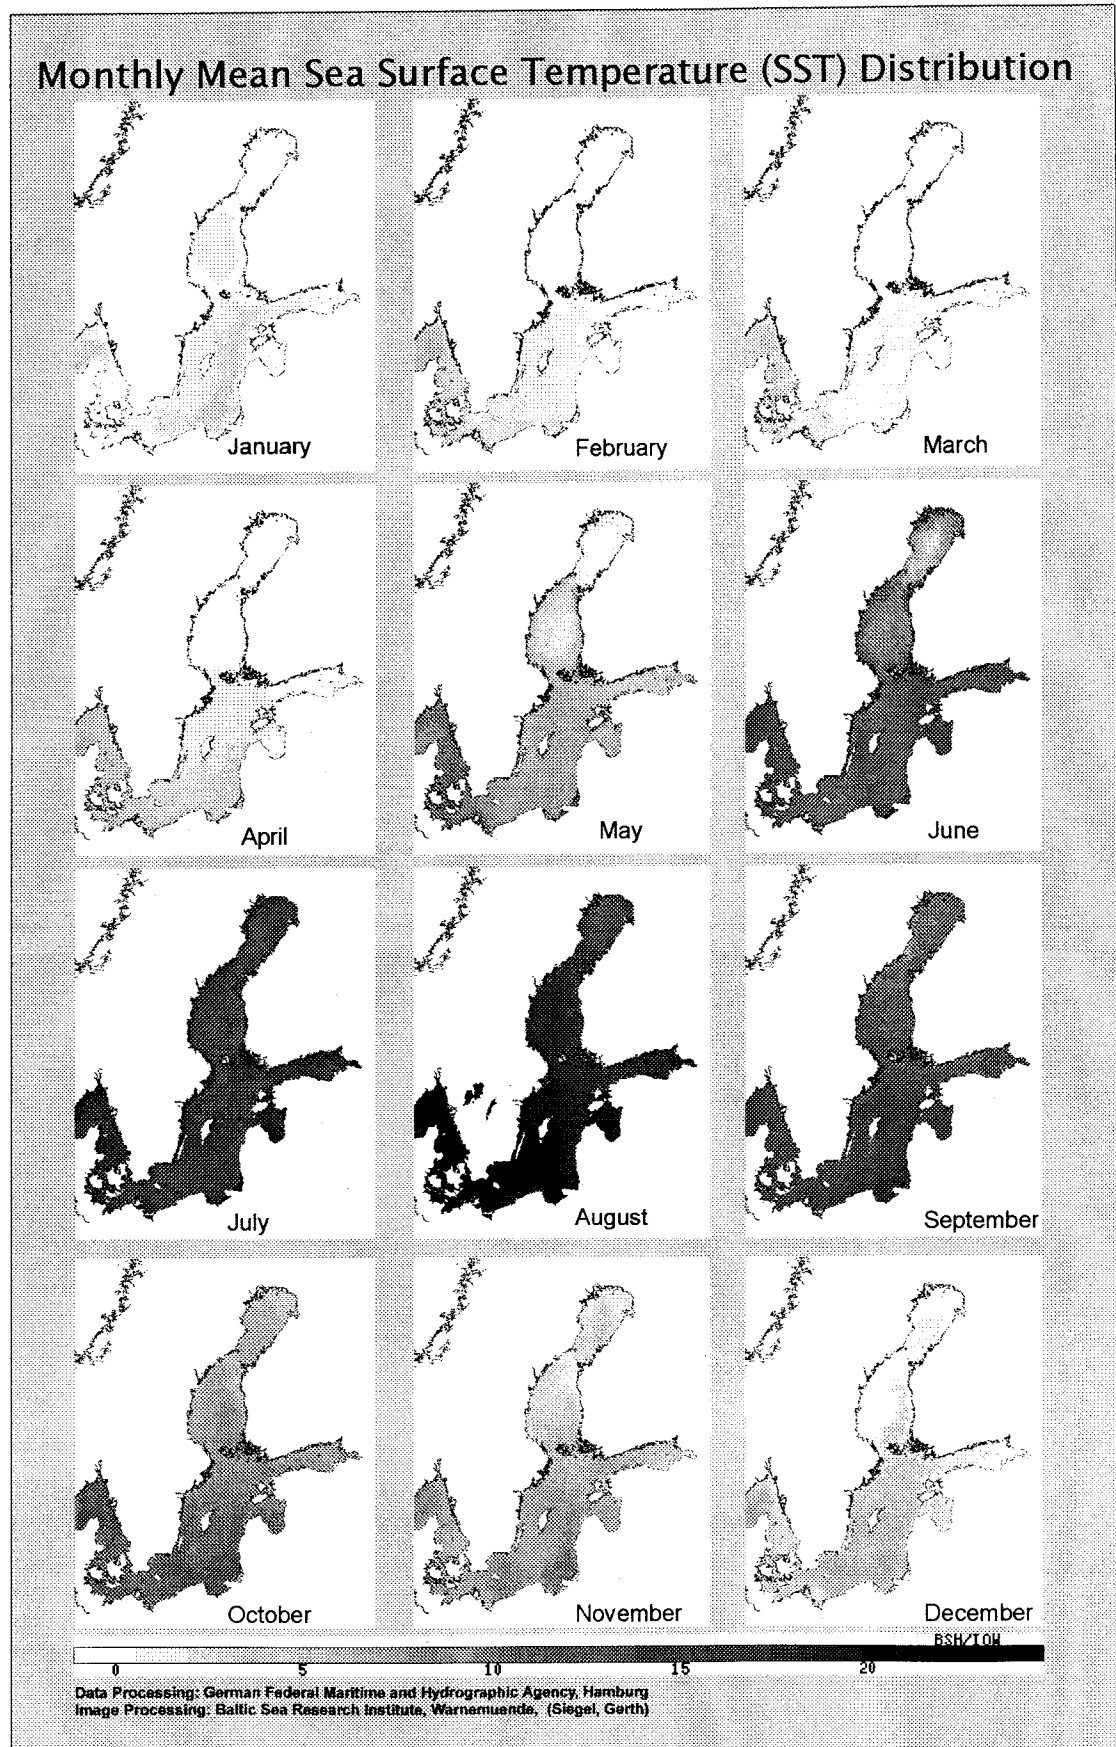 Monthly Mean Sea Surface Temperature (SST) Distribution
January
February
March
April
May
June
July
August
September
October
November
December
BSH/IOW
0 5 10 15 20
Data Processing: German Federal Maritime and Hydrographic Agency, Hamburg
Image Processing: Baltic Sea Research Institute, Warnemuende, (Siegel, Gerth)